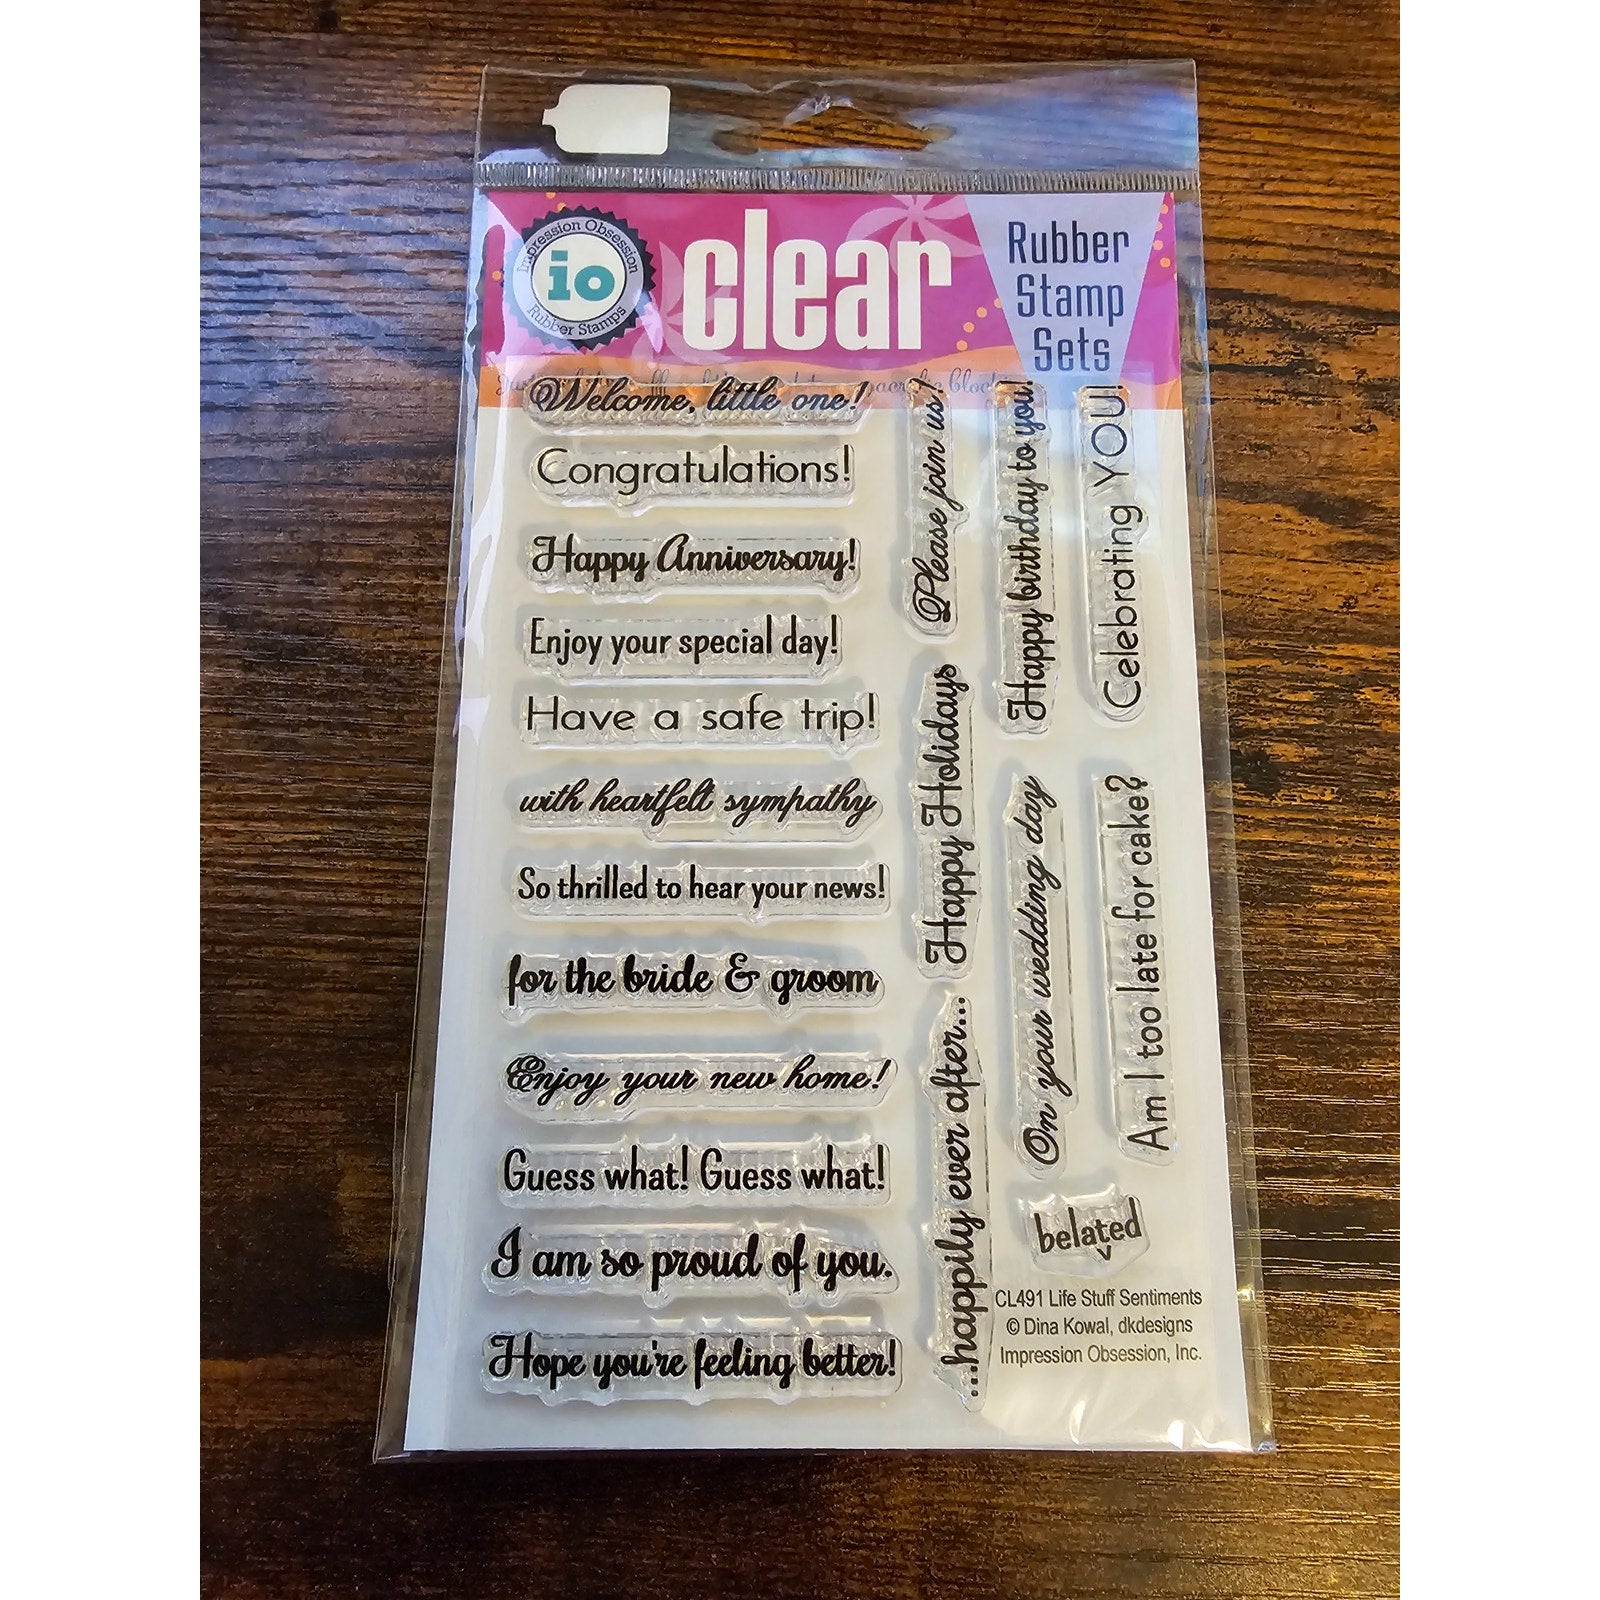 Impression Obsession
io
Rubber Stamps
clear
Rubber
Stamp
Sets
Welcome, little one!
Congratulations!
Happy Anniversary!
Enjoy your special day!
Have a safe trip!
with heartfelt sympathy
So thrilled to hear your news!
for the bride & groom
Enjoy your new home!
Guess what! Guess what!
I am so proud of you.
Hope you're feeling better!
Please join us!
Happy birthday to you!
Celebrating YOU!
Happy Holidays
On your wedding day
Am I too late for cake?
...happily ever after...
belated
CL491 Life Stuff Sentiments
© Dina Kowal, dkdesigns
Impression Obsession, Inc.